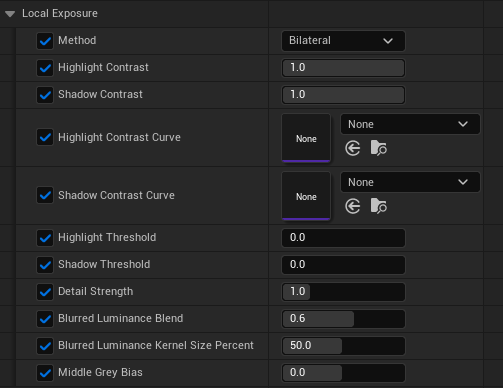 Local Exposure
Method
Bilateral
Highlight Contrast
1.0
Shadow Contrast
1.0
Highlight Contrast Curve
None
None
Shadow Contrast Curve
None
None
Highlight Threshold
0.0
Shadow Threshold
0.0
Detail Strength
1.0
Blurred Luminance Blend
0.6
Blurred Luminance Kernel Size Percent
50.0
Middle Grey Bias
0.0